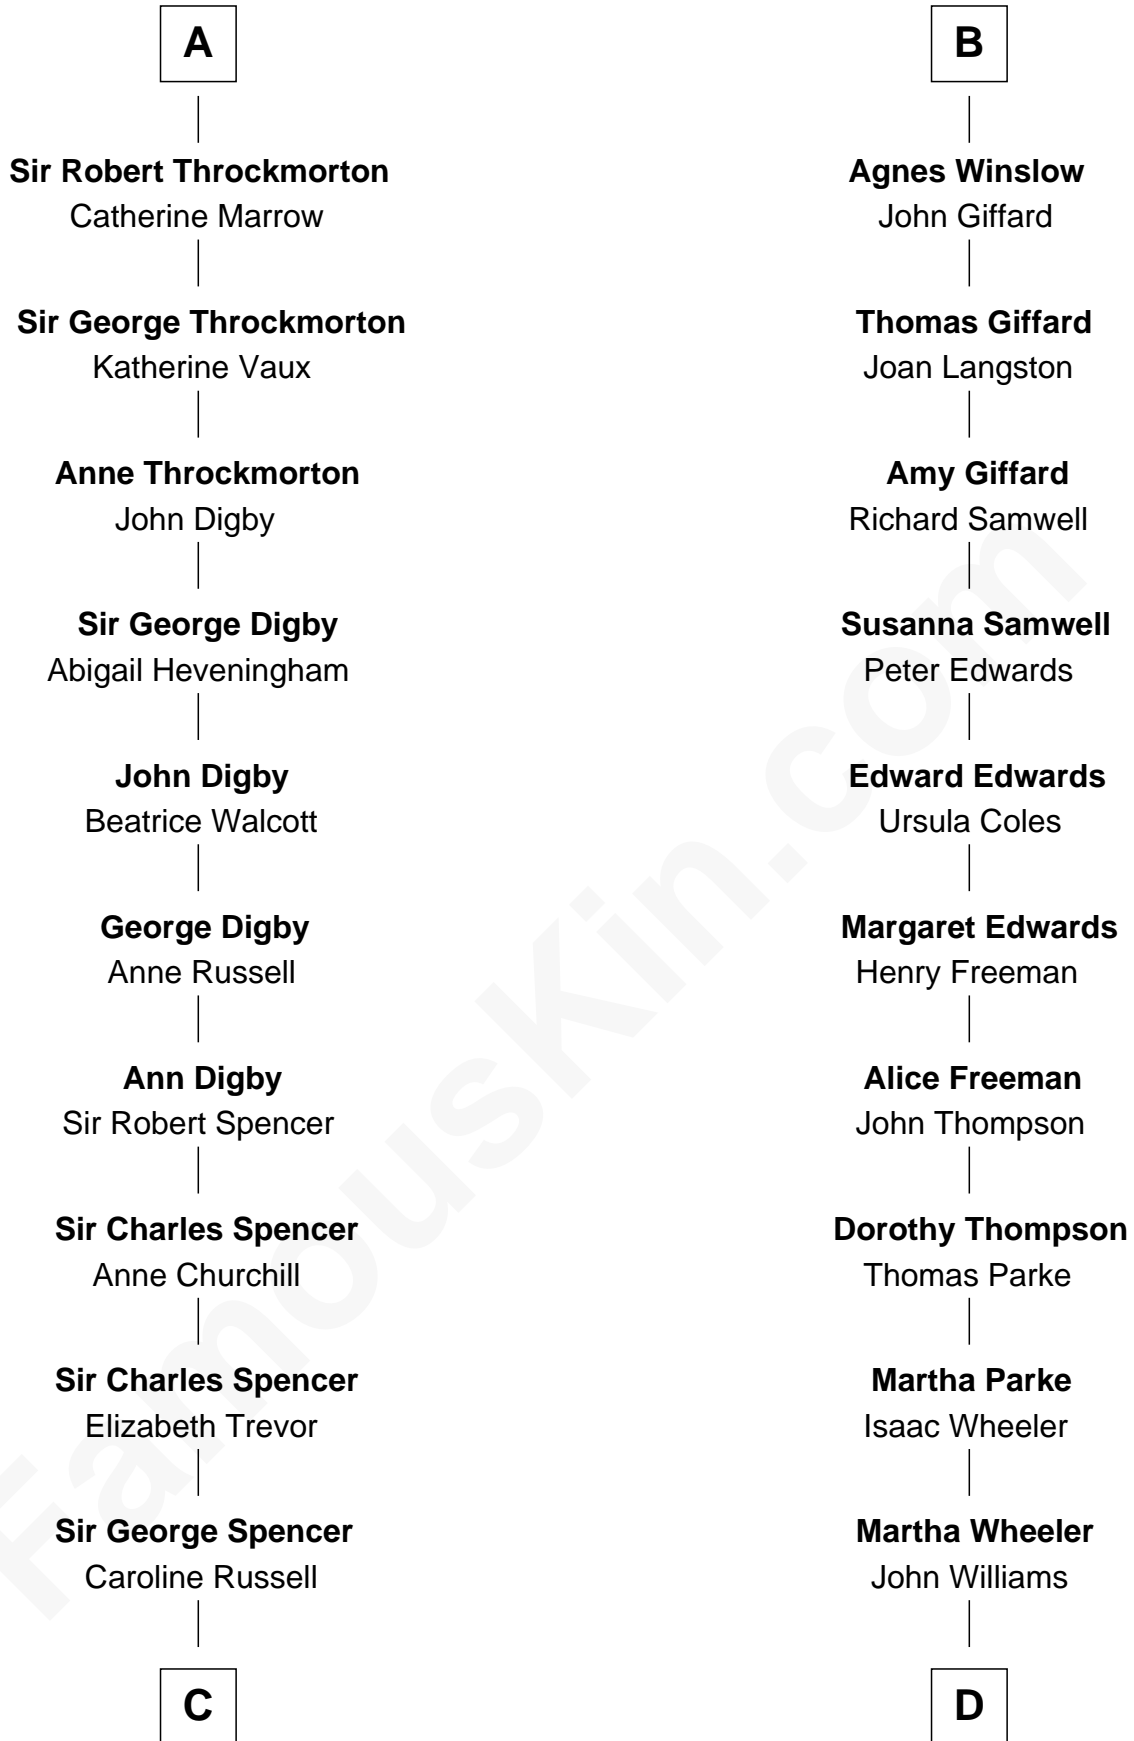 A
Sir Robert Throckmorton
Catherine Marrow
Sir George Throckmorton
Katherine Vaux
Anne Throckmorton
John Digby
Sir George Digby
Abigail Heveningham
John Digby
Beatrice Walcott
George Digby
Anne Russell
Ann Digby
Sir Robert Spencer
Sir Charles Spencer
Anne Churchill
Sir Charles Spencer
Elizabeth Trevor
Sir George Spencer
Caroline Russell
C
B
Agnes Winslow
John Giffard
Thomas Giffard
Joan Langston
Amy Giffard
Richard Samwell
Susanna Samwell
Peter Edwards
Edward Edwards
Ursula Coles
Margaret Edwards
Henry Freeman
Alice Freeman
John Thompson
Dorothy Thompson
Thomas Parke
Martha Parke
Isaac Wheeler
Martha Wheeler
John Williams
D
FamousKin.com